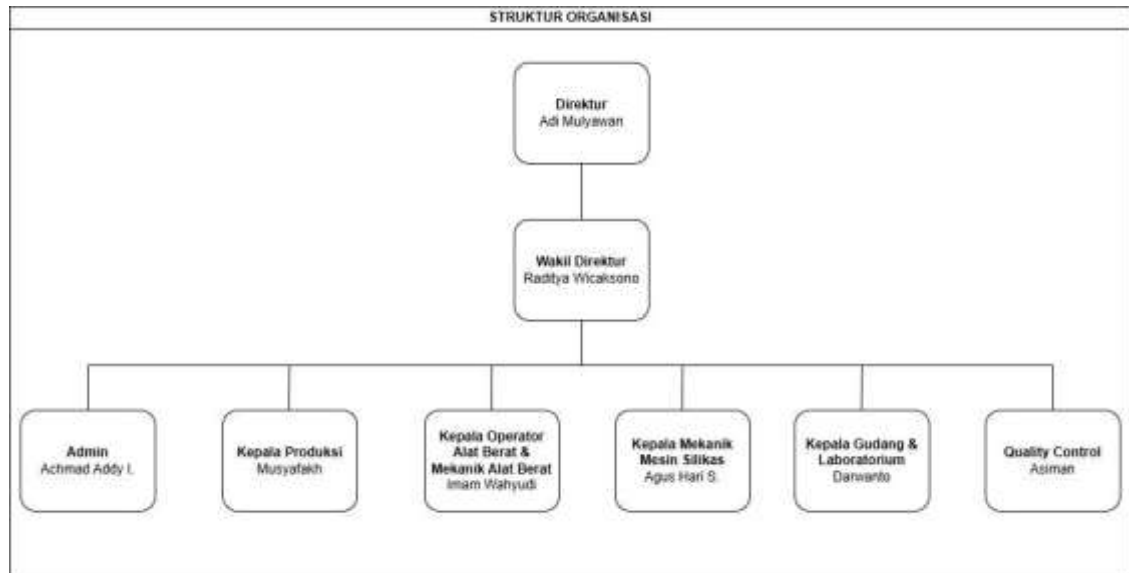 STRUKTUR ORGANISASI
Direktur
Adi Mulyawan
Wakil Direktur
Raditya Wicaksono
Admin
Achmad Addy I.
Kepala Produksi
Musyafakh
Kepala Operator
Alat Berat &
Mekanik Alat Berat
Imam Wahyudi
Kepala Mekanik
Mesin Silikas
Agus Hari S.
Kepala Gudang &
Laboratorium
Darwanto
Quality Control
Asiman